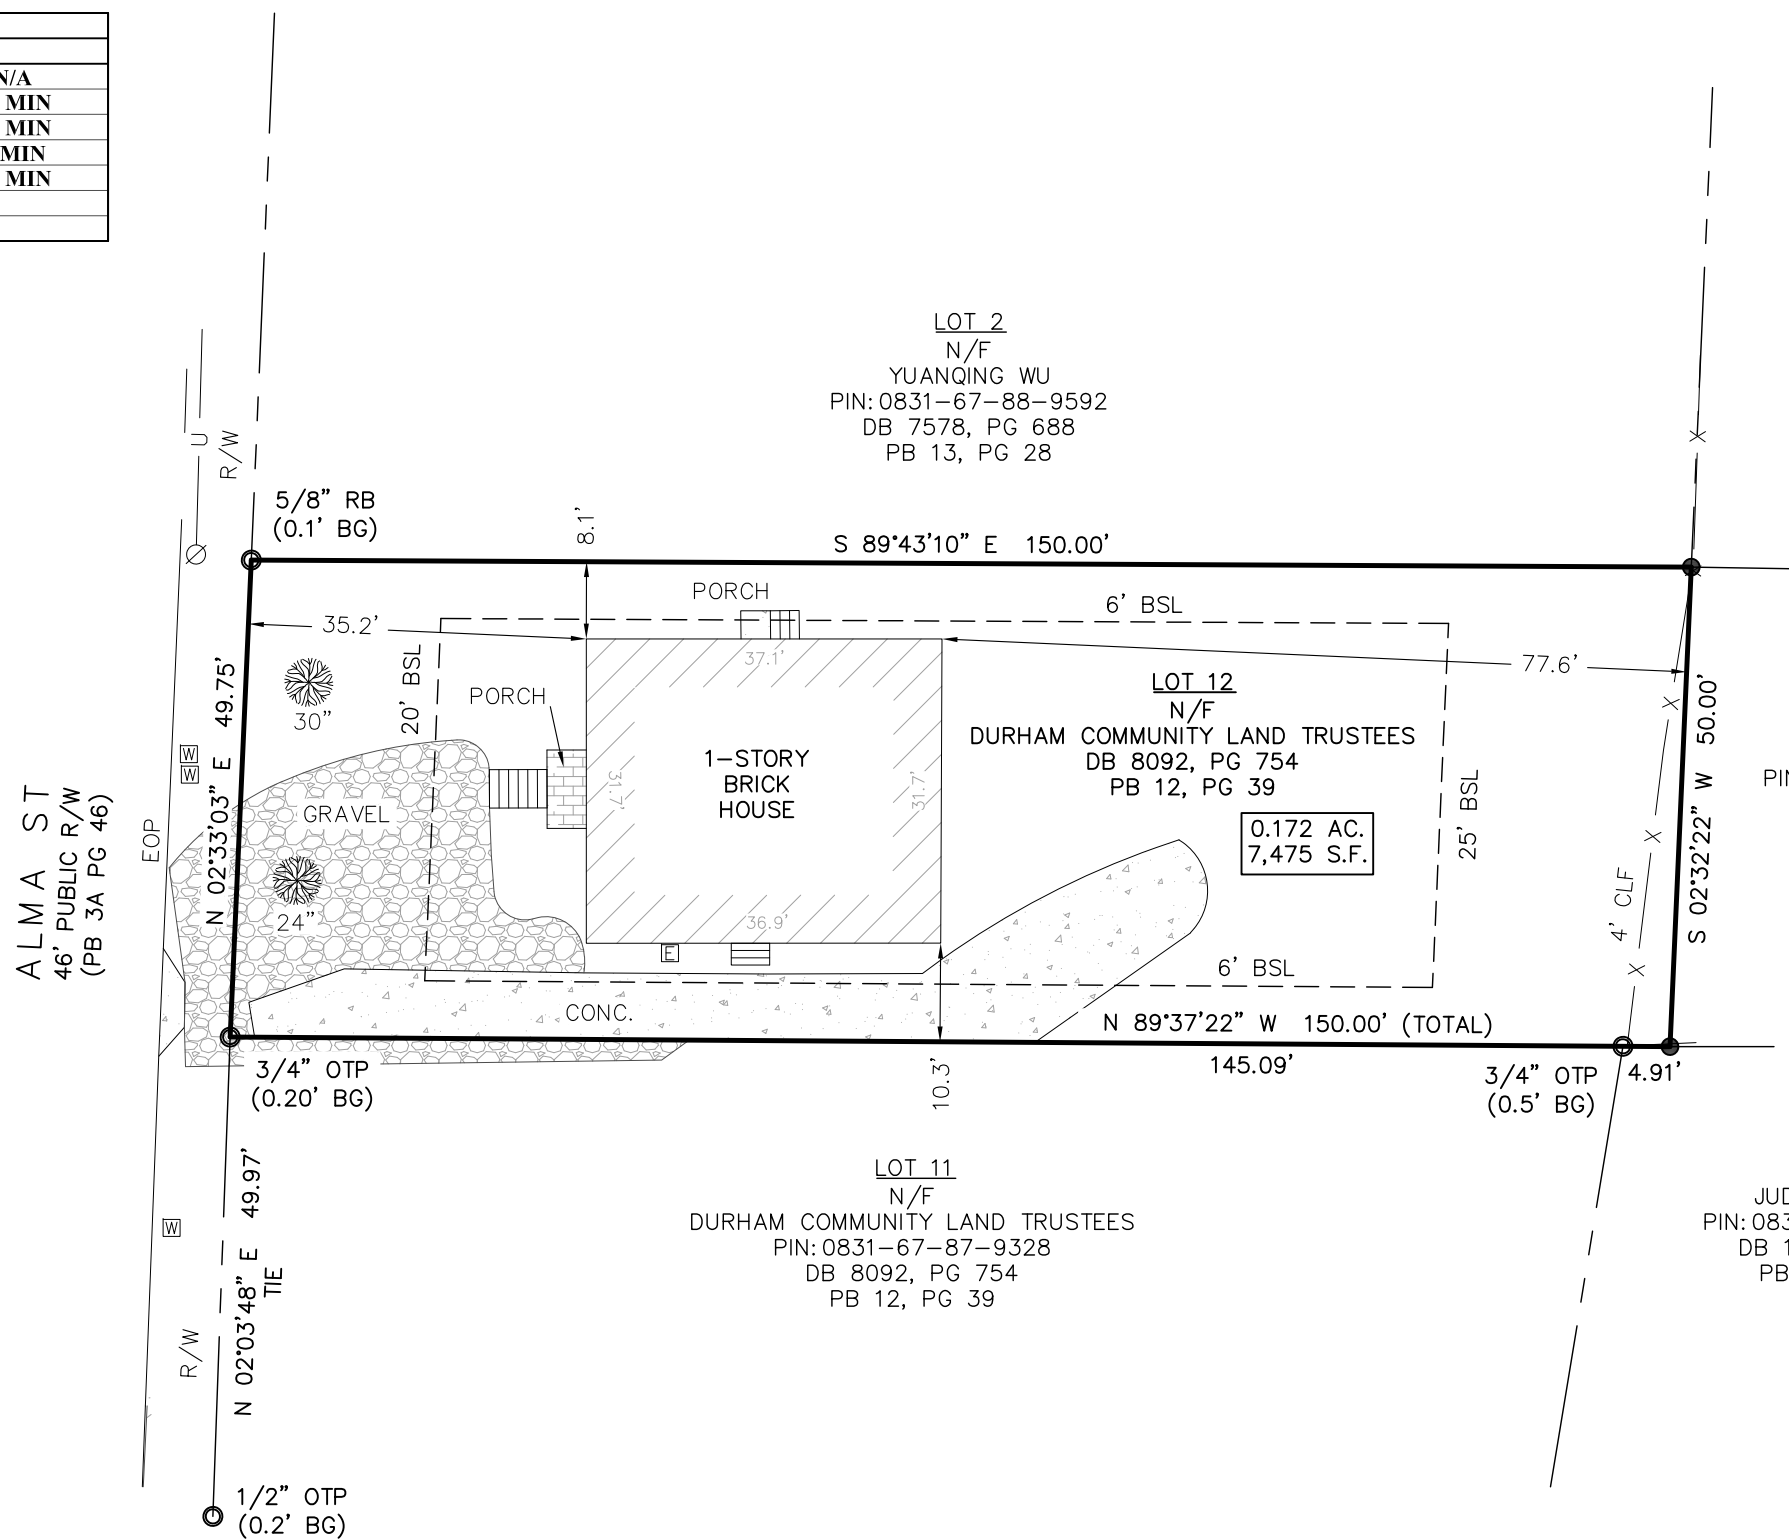 N/A
MIN
MIN
MIN
MIN
LOT 2
N/F
YUANQING WU
PIN: 0831-67-88-9592
DB 7578, PG 688
PB 13, PG 28
U
R/W
X
5/8" RB
(0.1' BG)
8.1'
S 89°43'10" E 150.00'
PORCH
6' BSL
35.2'
37.1'
77.6'
N 02°33'03" E 49.75'
20' BSL
30"
PORCH
LOT 12
N/F
DURHAM COMMUNITY LAND TRUSTEES
DB 8092, PG 754
PB 12, PG 39
X
S 02°32'22" W 50.00'
W
W
1-STORY
BRICK
HOUSE
31.7'
31.7'
GRAVEL
0.172 AC.
7,475 S.F.
25' BSL
X
PIN
ALMA ST
46' PUBLIC R/W
(PB 3A PG 46)
EOP
24"
36.9'
E
4' CLF
X
6' BSL
CONC.
N 89°37'22" W 150.00' (TOTAL)
145.09'
3/4" OTP
(0.20' BG)
10.3'
3/4" OTP
(0.5' BG)
4.91'
LOT 11
N/F
DURHAM COMMUNITY LAND TRUSTEES
PIN: 0831-67-87-9328
DB 8092, PG 754
PB 12, PG 39
W
N 02°03'48" E 49.97'
TIE
R/W
JUD
PIN: 083
DB 1
PB
1/2" OTP
(0.2' BG)